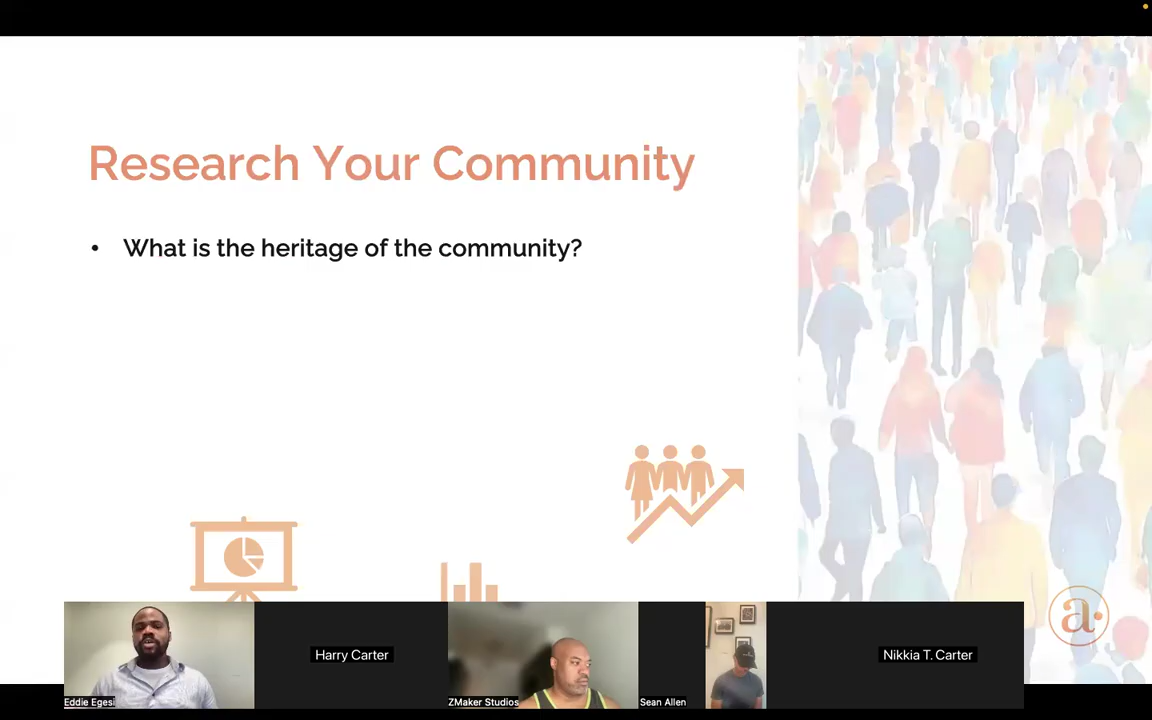 Research Your Community
• What is the heritage of the community?
a
Eddie Egesi
Harry Carter
ZMaker Studios
Sean Allen
Nikkia T. Carter